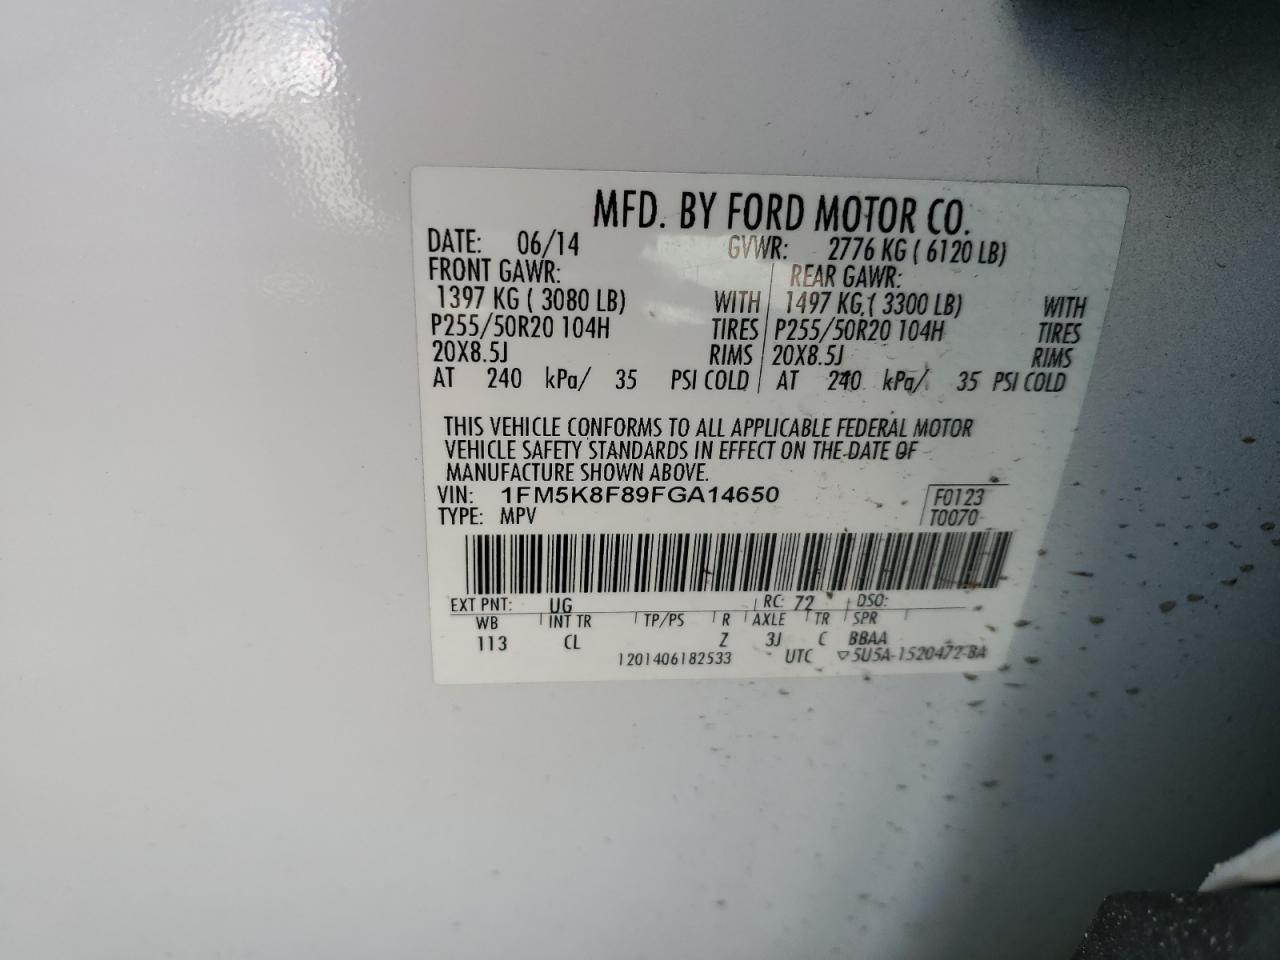 MFD. BY FORD MOTOR CO.
DATE: 06/14 GVWR: 2776 KG ( 6120 LB)
FRONT GAWR: REAR GAWR:
1397 KG ( 3080 LB) WITH 1497 KG ( 3300 LB) WITH
P255/50R20 104H TIRES P255/50R20 104H TIRES
20X8.5J RIMS 20X8.5J RIMS
AT 240 kPa/ 35 PSI COLD AT 240 kPa/ 35 PSI COLD
THIS VEHICLE CONFORMS TO ALL APPLICABLE FEDERAL MOTOR
VEHICLE SAFETY STANDARDS IN EFFECT ON THE DATE OF
MANUFACTURE SHOWN ABOVE.
VIN: 1FM5K8F89FGA14650 F0123
TYPE: MPV T0070
EXT PNT: UG RC: 72 DSO:
WB INT TR TP/PS R AXLE TR SPR
113 CL Z 3J C BBAA
1201406182533 UTC ▽5U5A-1520472-BA